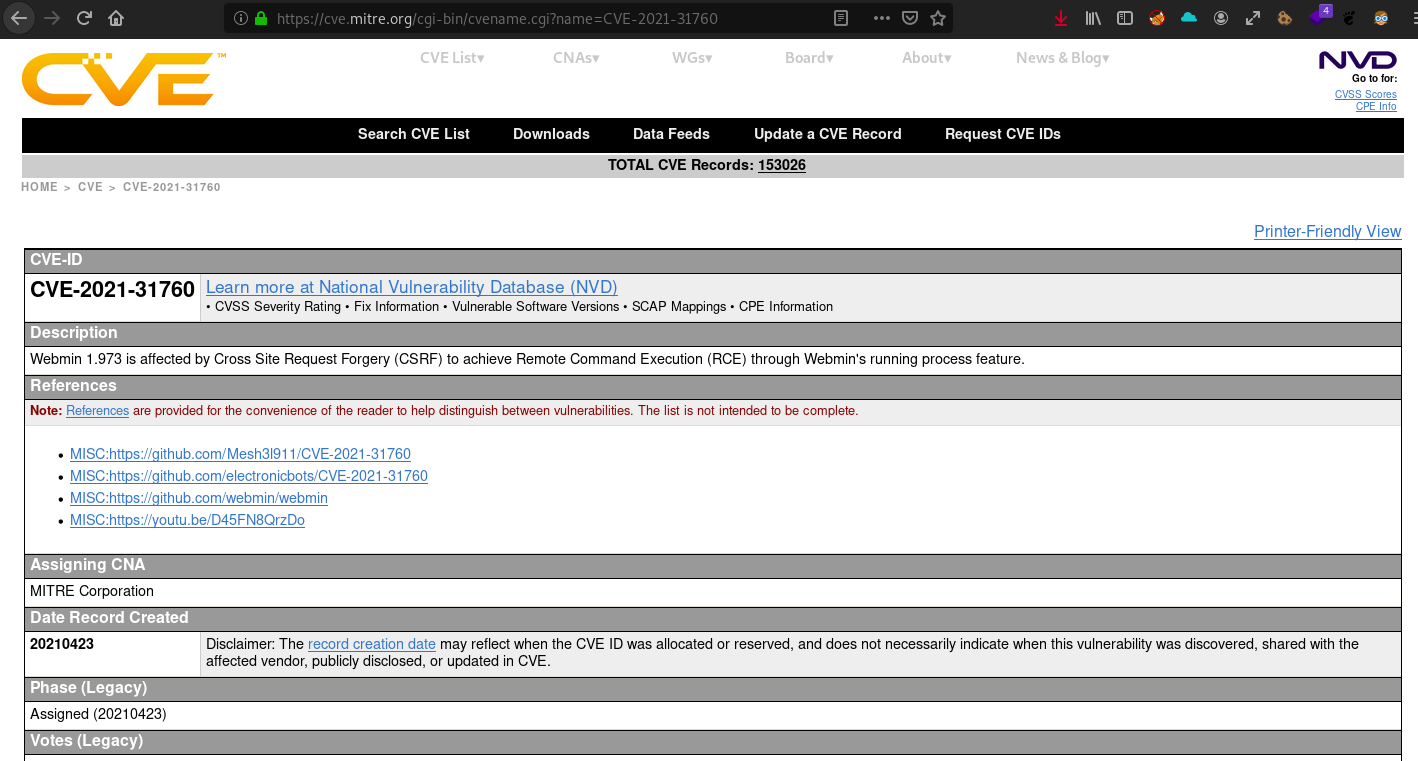 https://cve.mitre.org/cgi-bin/cvename.cgi?name=CVE-2021-31760
4
CVE™
CVE List▾ CNAs▾ WGs▾ Board▾ About▾ News & Blog▾
NVD
Go to for:
CVSS Scores
CPE Info
Search CVE List Downloads Data Feeds Update a CVE Record Request CVE IDs
TOTAL CVE Records: 153026
HOME > CVE > CVE-2021-31760
Printer-Friendly View
CVE-ID
CVE-2021-31760 Learn more at National Vulnerability Database (NVD)
• CVSS Severity Rating • Fix Information • Vulnerable Software Versions • SCAP Mappings • CPE Information
Description
Webmin 1.973 is affected by Cross Site Request Forgery (CSRF) to achieve Remote Command Execution (RCE) through Webmin's running process feature.
References
Note: References are provided for the convenience of the reader to help distinguish between vulnerabilities. The list is not intended to be complete.
• MISC:https://github.com/Mesh3l911/CVE-2021-31760
• MISC:https://github.com/electronicbots/CVE-2021-31760
• MISC:https://github.com/webmin/webmin
• MISC:https://youtu.be/D45FN8QrzDo
Assigning CNA
MITRE Corporation
Date Record Created
20210423 Disclaimer: The record creation date may reflect when the CVE ID was allocated or reserved, and does not necessarily indicate when this vulnerability was discovered, shared with the
affected vendor, publicly disclosed, or updated in CVE.
Phase (Legacy)
Assigned (20210423)
Votes (Legacy)